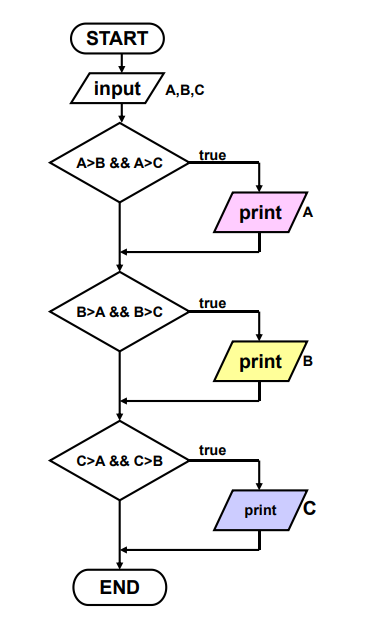 START
input A,B,C
A>B && A>C true
print A
B>A && B>C true
print B
C>A && C>B true
print C
END